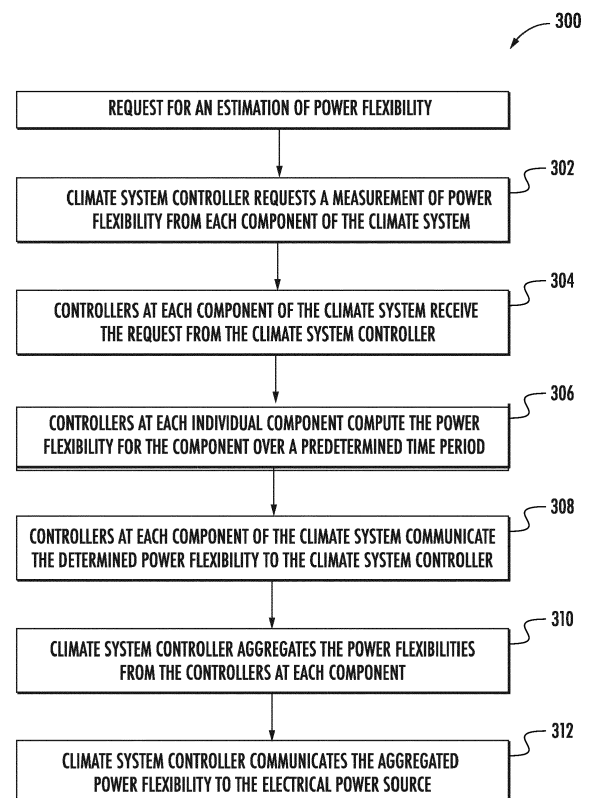 300
REQUEST FOR AN ESTIMATION OF POWER FLEXIBILITY
302
CLIMATE SYSTEM CONTROLLER REQUESTS A MEASUREMENT OF POWER
FLEXIBILITY FROM EACH COMPONENT OF THE CLIMATE SYSTEM
304
CONTROLLERS AT EACH COMPONENT OF THE CLIMATE SYSTEM RECEIVE
THE REQUEST FROM THE CLIMATE SYSTEM CONTROLLER
306
CONTROLLERS AT EACH INDIVIDUAL COMPONENT COMPUTE THE POWER
FLEXIBILITY FOR THE COMPONENT OVER A PREDETERMINED TIME PERIOD
308
CONTROLLERS AT EACH COMPONENT OF THE CLIMATE SYSTEM COMMUNICATE
THE DETERMINED POWER FLEXIBILITY TO THE CLIMATE SYSTEM CONTROLLER
310
CLIMATE SYSTEM CONTROLLER AGGREGATES THE POWER FLEXIBILITIES
FROM THE CONTROLLERS AT EACH COMPONENT
312
CLIMATE SYSTEM CONTROLLER COMMUNICATES THE AGGREGATED
POWER FLEXIBILITY TO THE ELECTRICAL POWER SOURCE